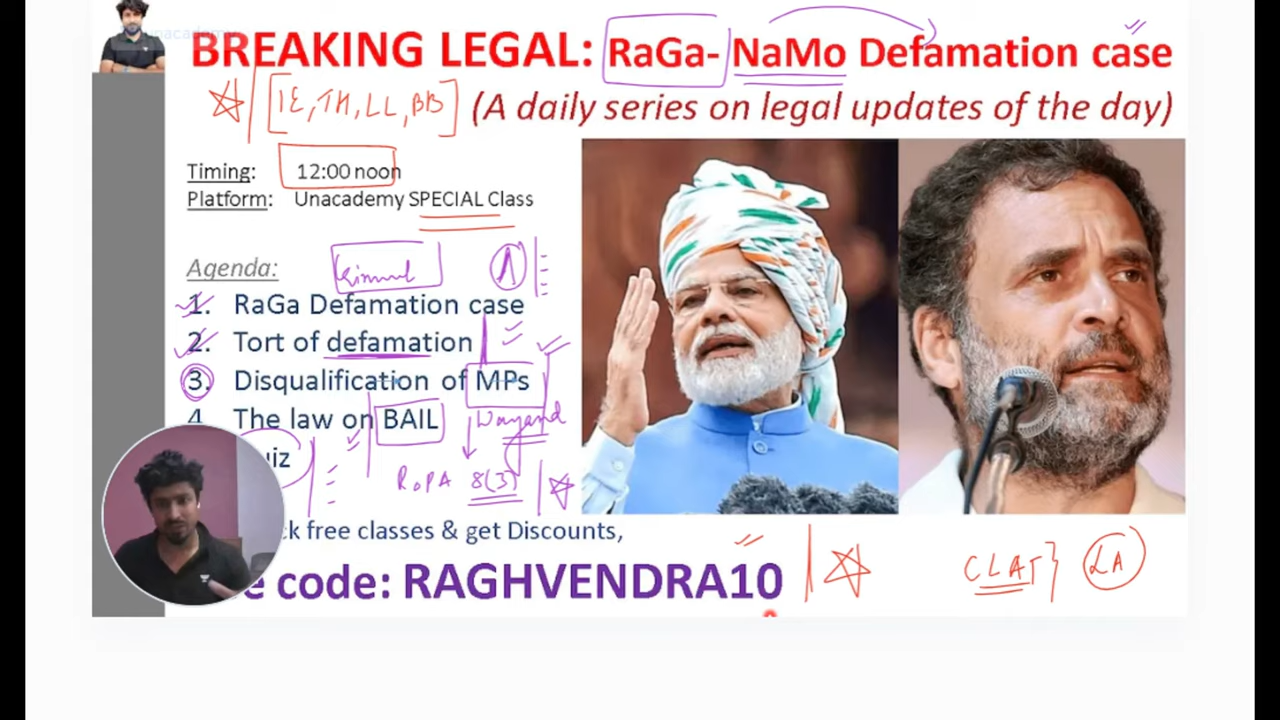 unacademy
BREAKING LEGAL: RaGa- NaMo Defamation case
[IE, TH, LL, BB] (A daily series on legal updates of the day)
Timing: 12:00 noon
Platform: Unacademy SPECIAL Class
Agenda:
1. RaGa Defamation case
2. Tort of defamation
3. Disqualification of MPs
4. The law on BAIL
Wayanad
iz
RoPA 8(3)
ck free classes & get Discounts,
e code: RAGHVENDRA10
CLAT} LA